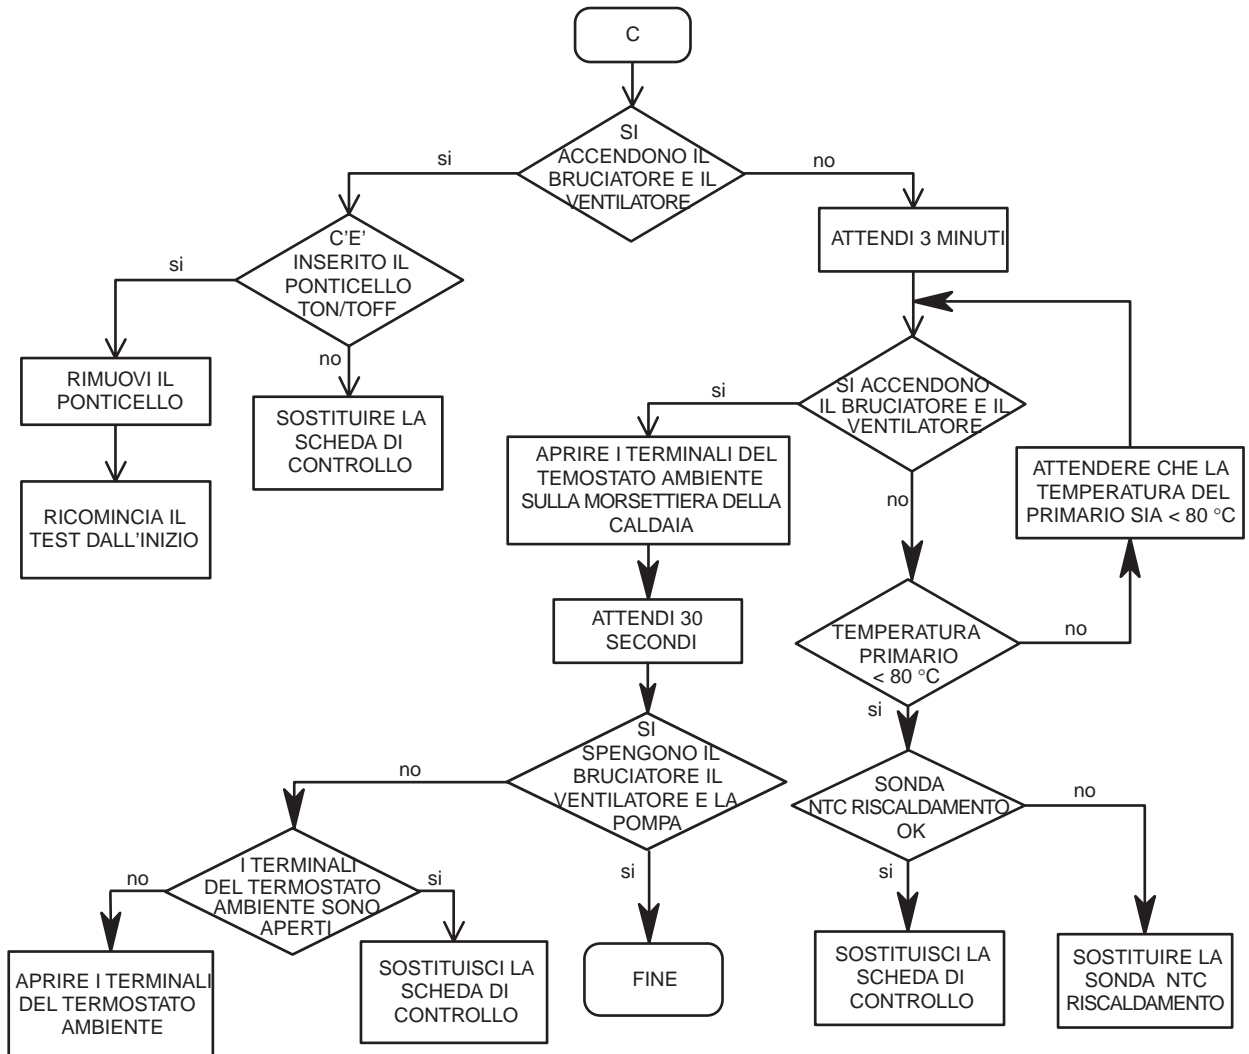 C
SI
ACCENDONO IL
BRUCIATORE E IL
VENTILATORE
si
no
C'E'
INSERITO IL
PONTICELLO
TON/TOFF
ATTENDI 3 MINUTI
si
no
RIMUOVI IL
PONTICELLO
SOSTITUIRE LA
SCHEDA DI
CONTROLLO
RICOMINCIA IL
TEST DALL'INIZIO
SI ACCENDONO
IL BRUCIATORE E IL
VENTILATORE
si
no
APRIRE I TERMINALI DEL
TEMOSTATO AMBIENTE
SULLA MORSETTIERA DELLA
CALDAIA
ATTENDERE CHE LA
TEMPERATURA DEL
PRIMARIO SIA < 80 °C
ATTENDI 30
SECONDI
TEMPERATURA
PRIMARIO
< 80 °C
no
si
SI
SPENGONO IL
BRUCIATORE IL
VENTILATORE E LA
POMPA
no
si
SONDA
NTC RISCALDAMENTO
OK
no
si
I TERMINALI
DEL TERMOSTATO
AMBIENTE SONO
APERTI
no
si
APRIRE I TERMINALI
DEL TERMOSTATO
AMBIENTE
SOSTITUISCI LA
SCHEDA DI
CONTROLLO
FINE
SOSTITUISCI LA
SCHEDA DI
CONTROLLO
SOSTITUIRE LA
SONDA NTC
RISCALDAMENTO